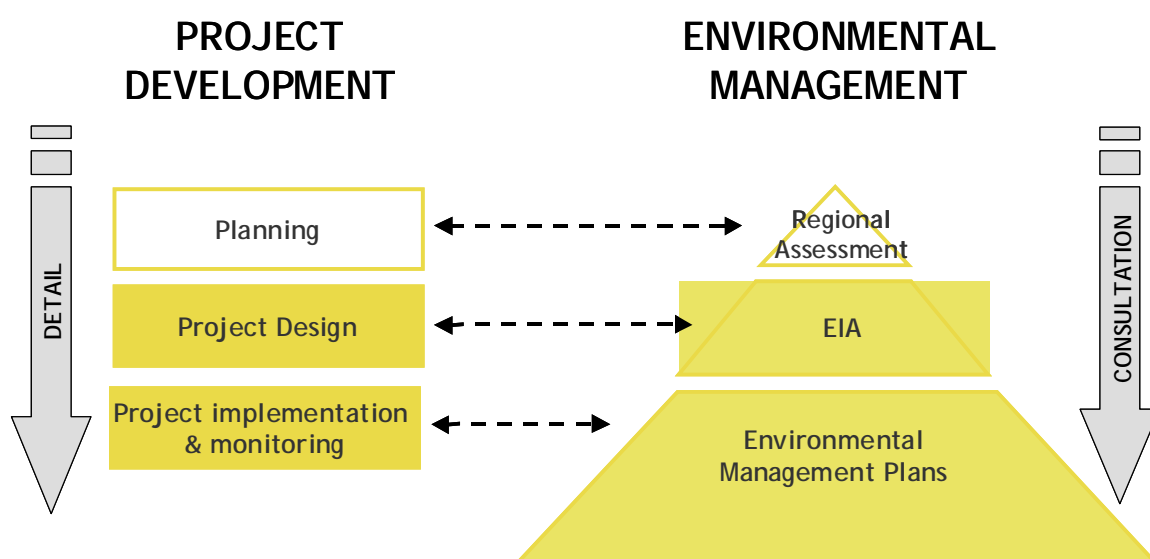 PROJECT
DEVELOPMENT
ENVIRONMENTAL
MANAGEMENT
DETAIL
Planning
Project Design
Project implementation
& monitoring
Regional
Assessment
EIA
Environmental
Management Plans
CONSULTATION